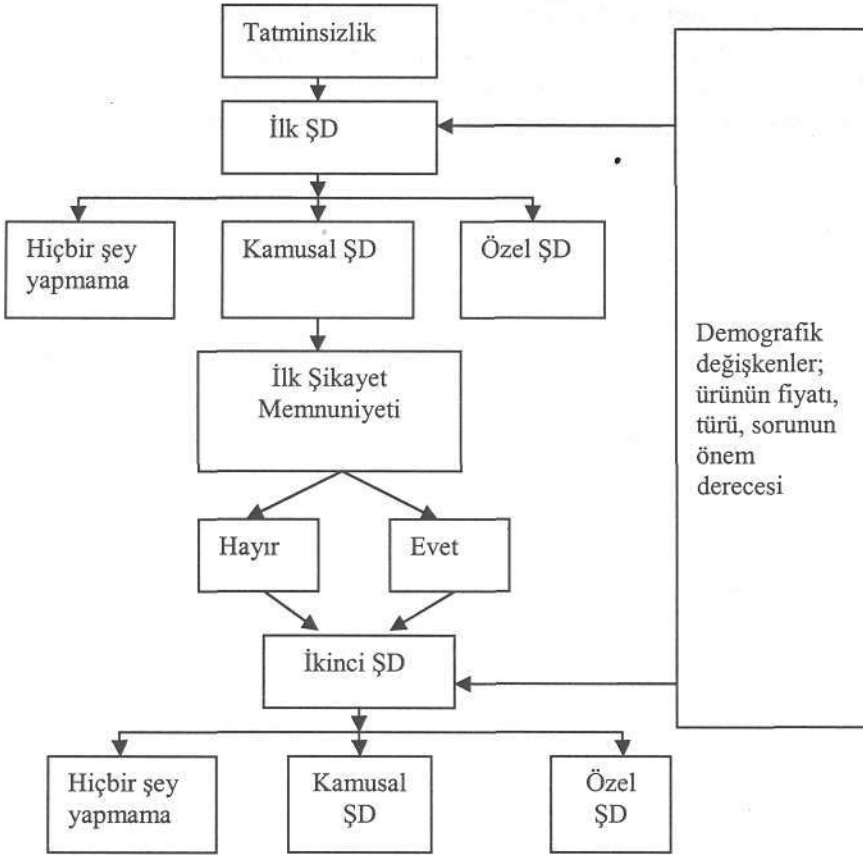 Tatminsizlik
İlk ŞD
Hiçbir şey
yapmama
Kamusal ŞD
Özel ŞD
İlk Şikayet
Memnuniyeti
Hayır
Evet
İkinci ŞD
Hiçbir şey
yapmama
Kamusal
ŞD
Özel
ŞD
Demografik
değişkenler;
ürünün fiyatı,
türü, sorunun
önem
derecesi